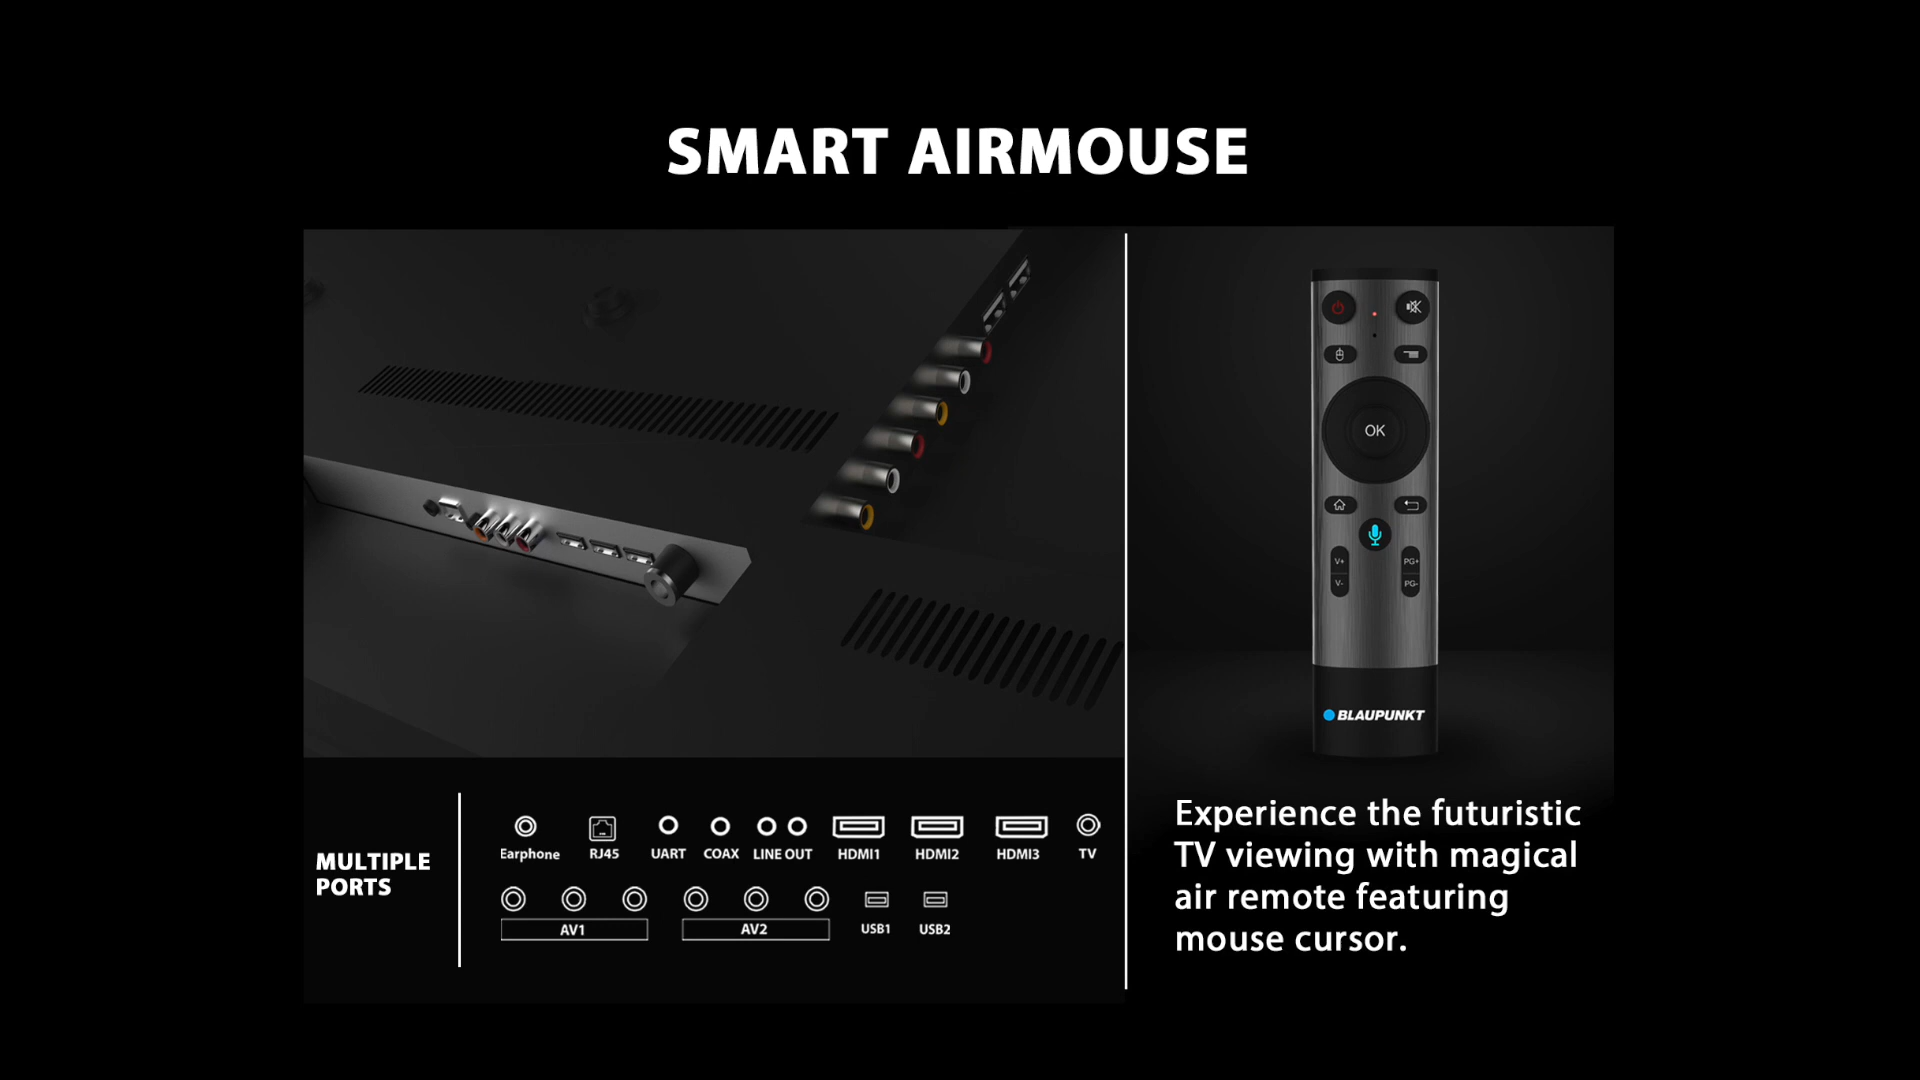 SMART AIRMOUSE
OK
V+
V-
PG+
PG-
BLAUPUNKT
MULTIPLE
PORTS
Earphone RJ45 UART COAX LINE OUT HDMI1 HDMI2 HDMI3 TV
AV1 AV2 USB1 USB2
Experience the futuristic
TV viewing with magical
air remote featuring
mouse cursor.